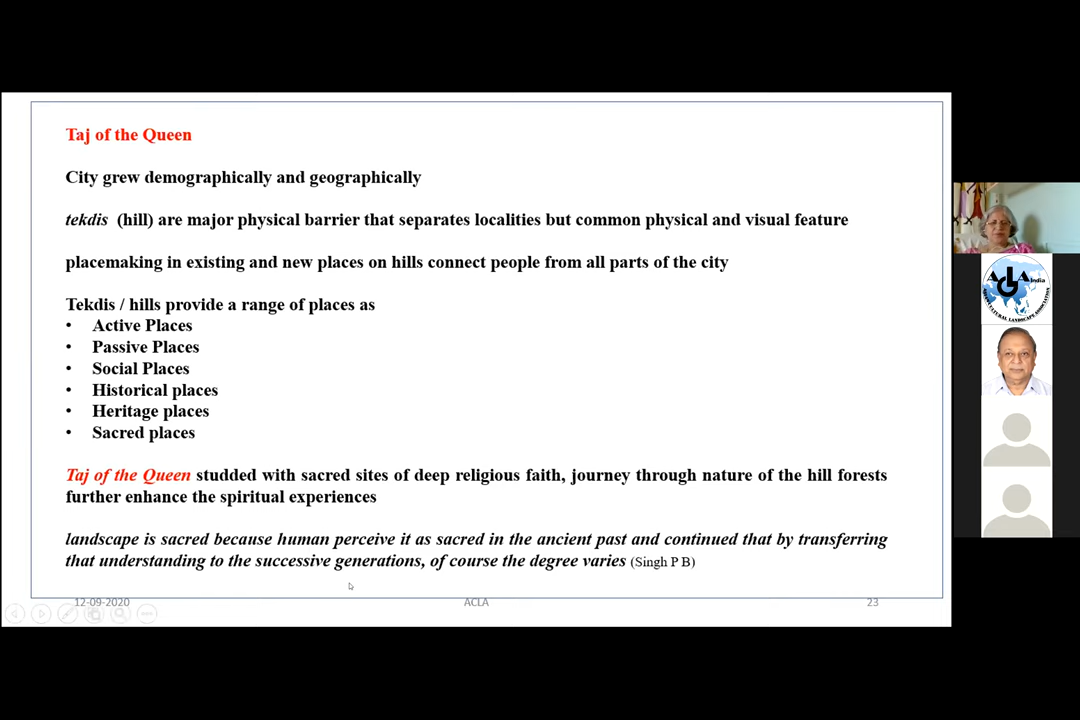 Taj of the Queen
City grew demographically and geographically
tekdis (hill) are major physical barrier that separates localities but common physical and visual feature
placemaking in existing and new places on hills connect people from all parts of the city
Tekdis / hills provide a range of places as
• Active Places
• Passive Places
• Social Places
• Historical places
• Heritage places
• Sacred places
Taj of the Queen studded with sacred sites of deep religious faith, journey through nature of the hill forests
further enhance the spiritual experiences
landscape is sacred because human perceive it as sacred in the ancient past and continued that by transferring
that understanding to the successive generations, of course the degree varies (Singh P B)
12-09-2020 ACLA 23
ACLA India